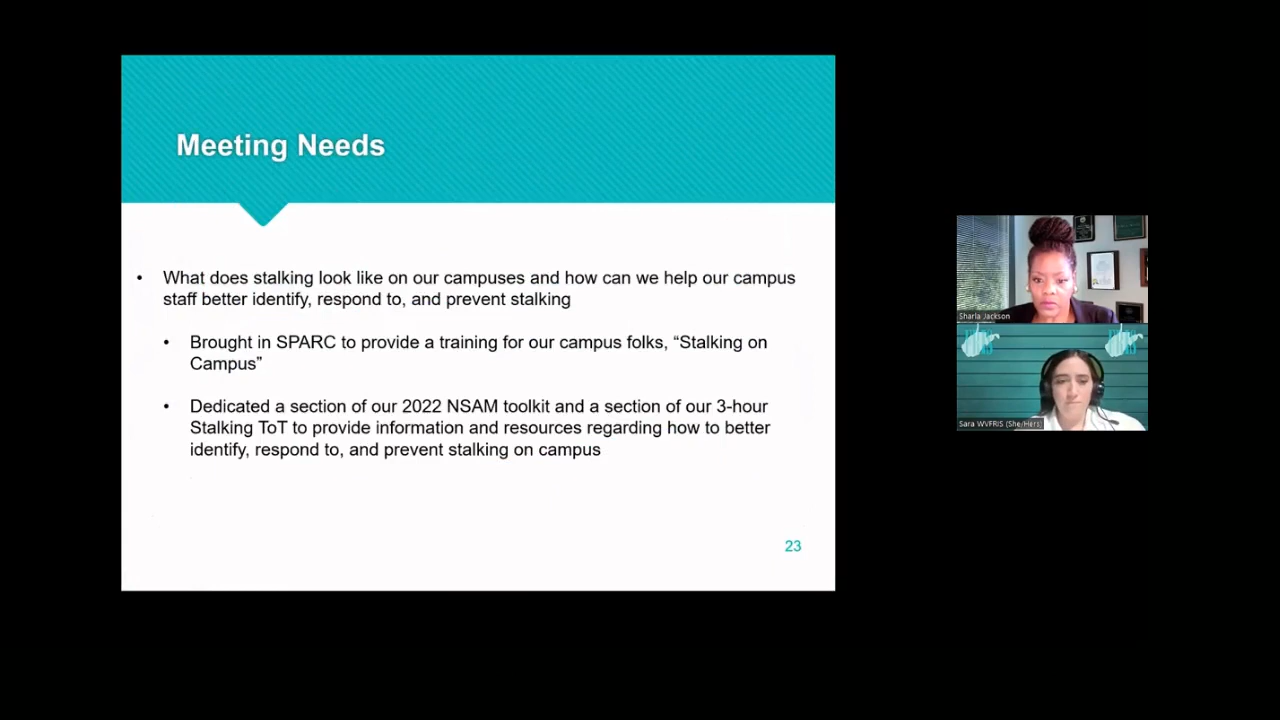 Meeting Needs
• What does stalking look like on our campuses and how can we help our campus
staff better identify, respond to, and prevent stalking
• Brought in SPARC to provide a training for our campus folks, “Stalking on
Campus”
• Dedicated a section of our 2022 NSAM toolkit and a section of our 3-hour
Stalking ToT to provide information and resources regarding how to better
identify, respond to, and prevent stalking on campus
23
Sharla Jackson
Sara WVFRIS (She/Hers)